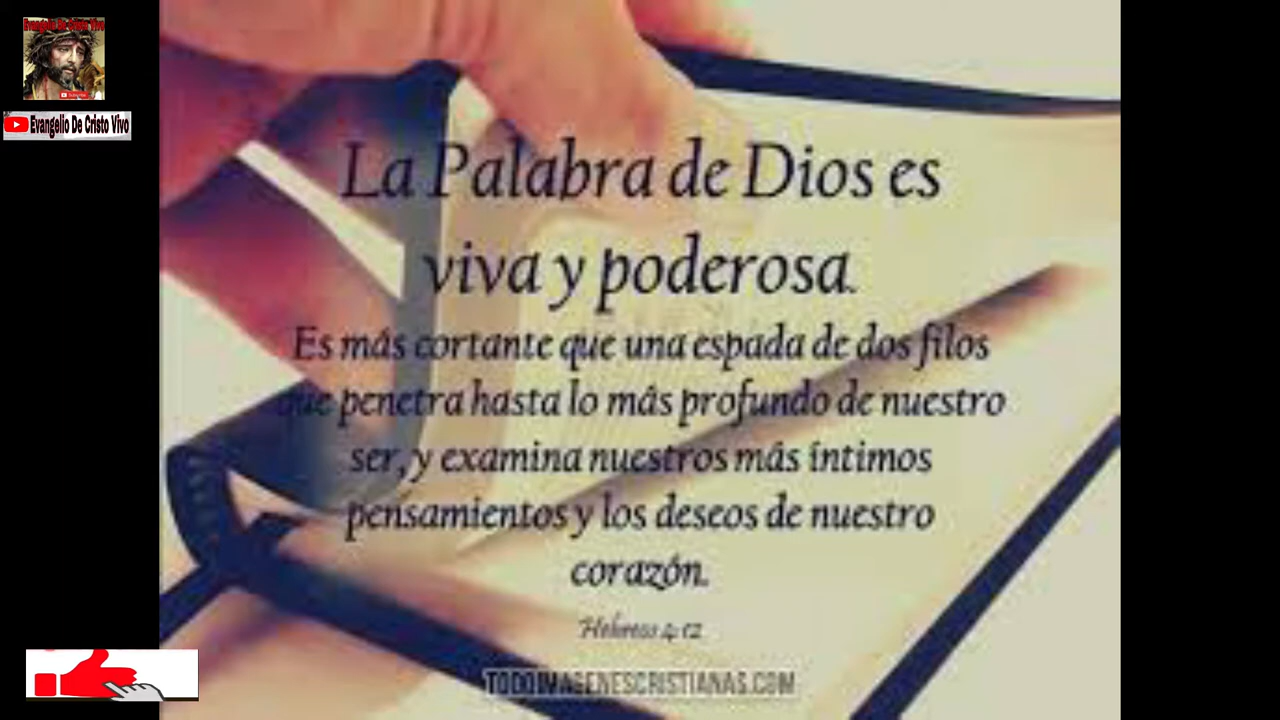 Evangelio De Cristo Vivo
Evangelio De Cristo Vivo
La Palabra de Dios es
viva y poderosa.
Es más cortante que una espada de dos filos
que penetra hasta lo más profundo de nuestro
ser, y examina nuestros más íntimos
pensamientos y los deseos de nuestro
corazón.
Hebreos 4:12
TODOIMAGENESCRISTIANAS.COM